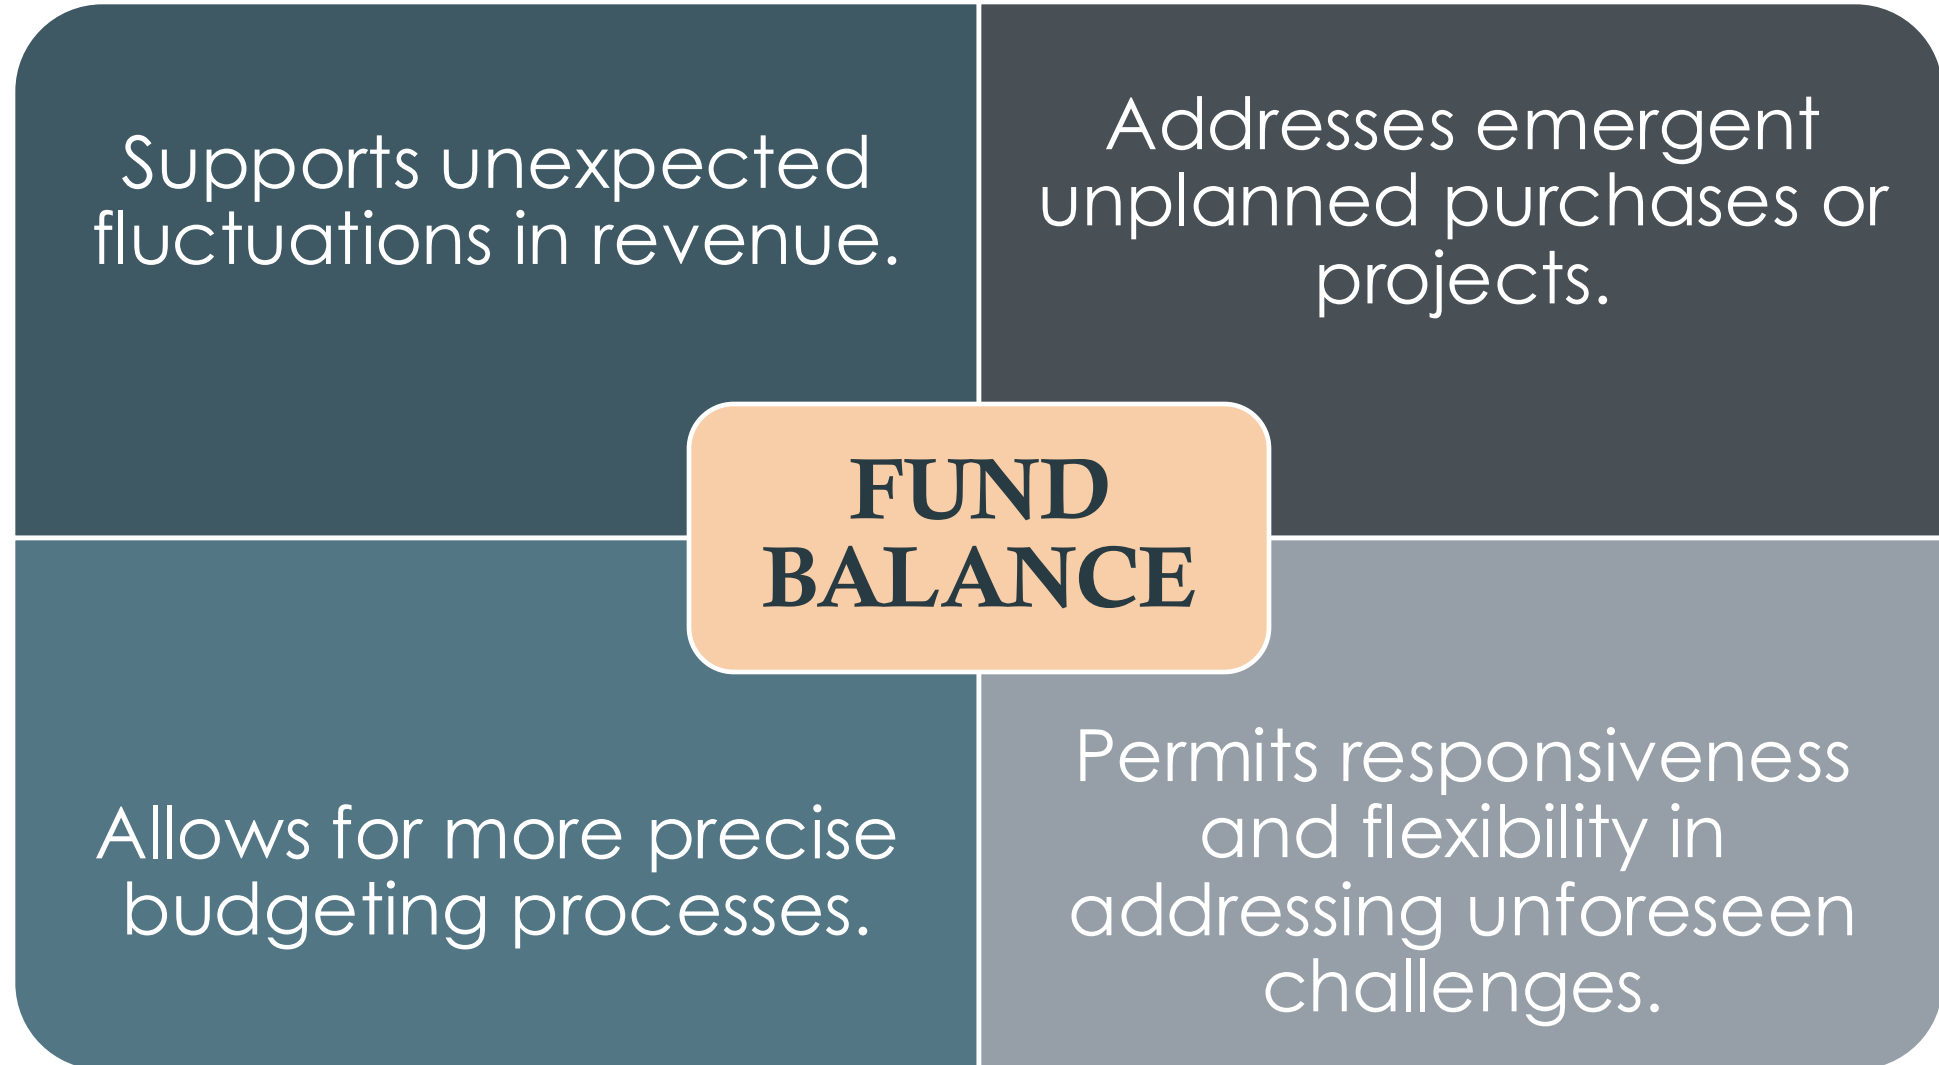 Supports unexpected
fluctuations in revenue.
Addresses emergent
unplanned purchases or
projects.
FUND
BALANCE
Allows for more precise
budgeting processes.
Permits responsiveness
and flexibility in
addressing unforeseen
challenges.